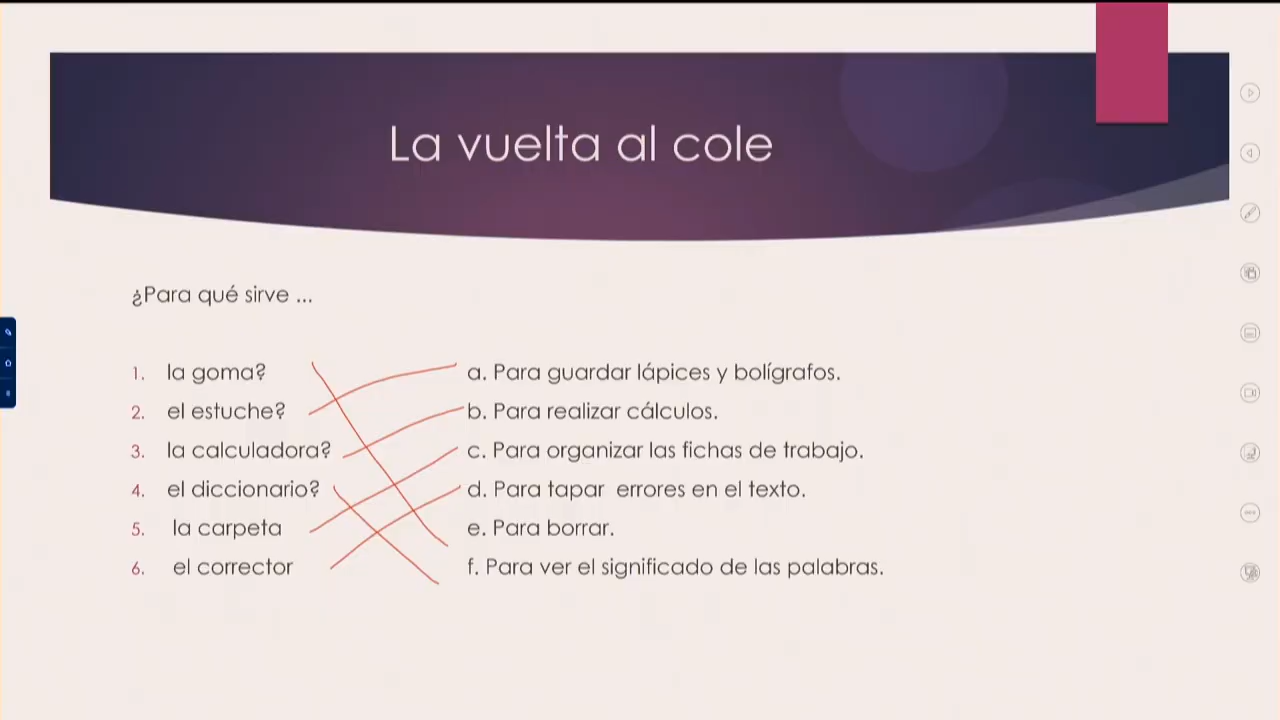 La vuelta al cole
¿Para qué sirve ...
1. la goma?
a. Para guardar lápices y bolígrafos.
2. el estuche?
b. Para realizar cálculos.
3. la calculadora?
c. Para organizar las fichas de trabajo.
4. el diccionario?
d. Para tapar errores en el texto.
5. la carpeta
e. Para borrar.
6. el corrector
f. Para ver el significado de las palabras.